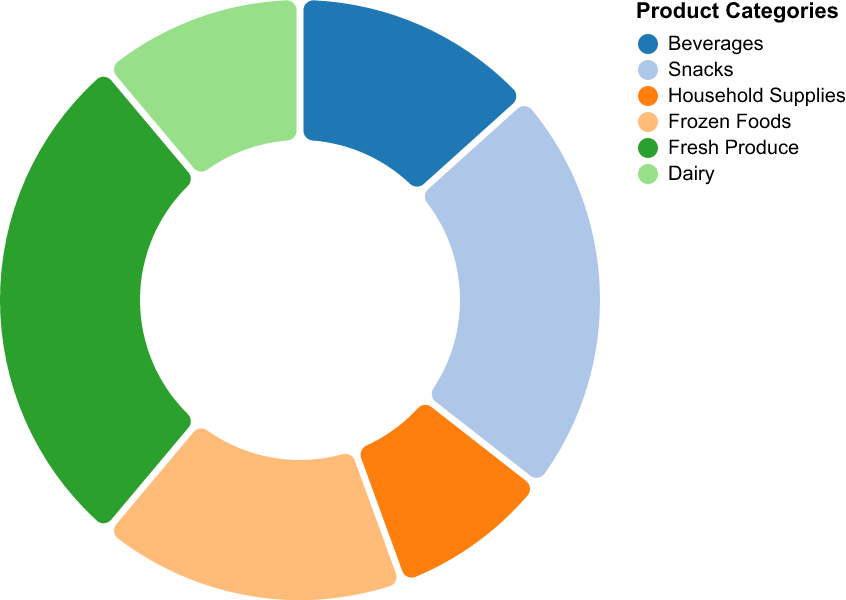 Product Categories
Beverages
Snacks
Household Supplies
Frozen Foods
Fresh Produce
Dairy